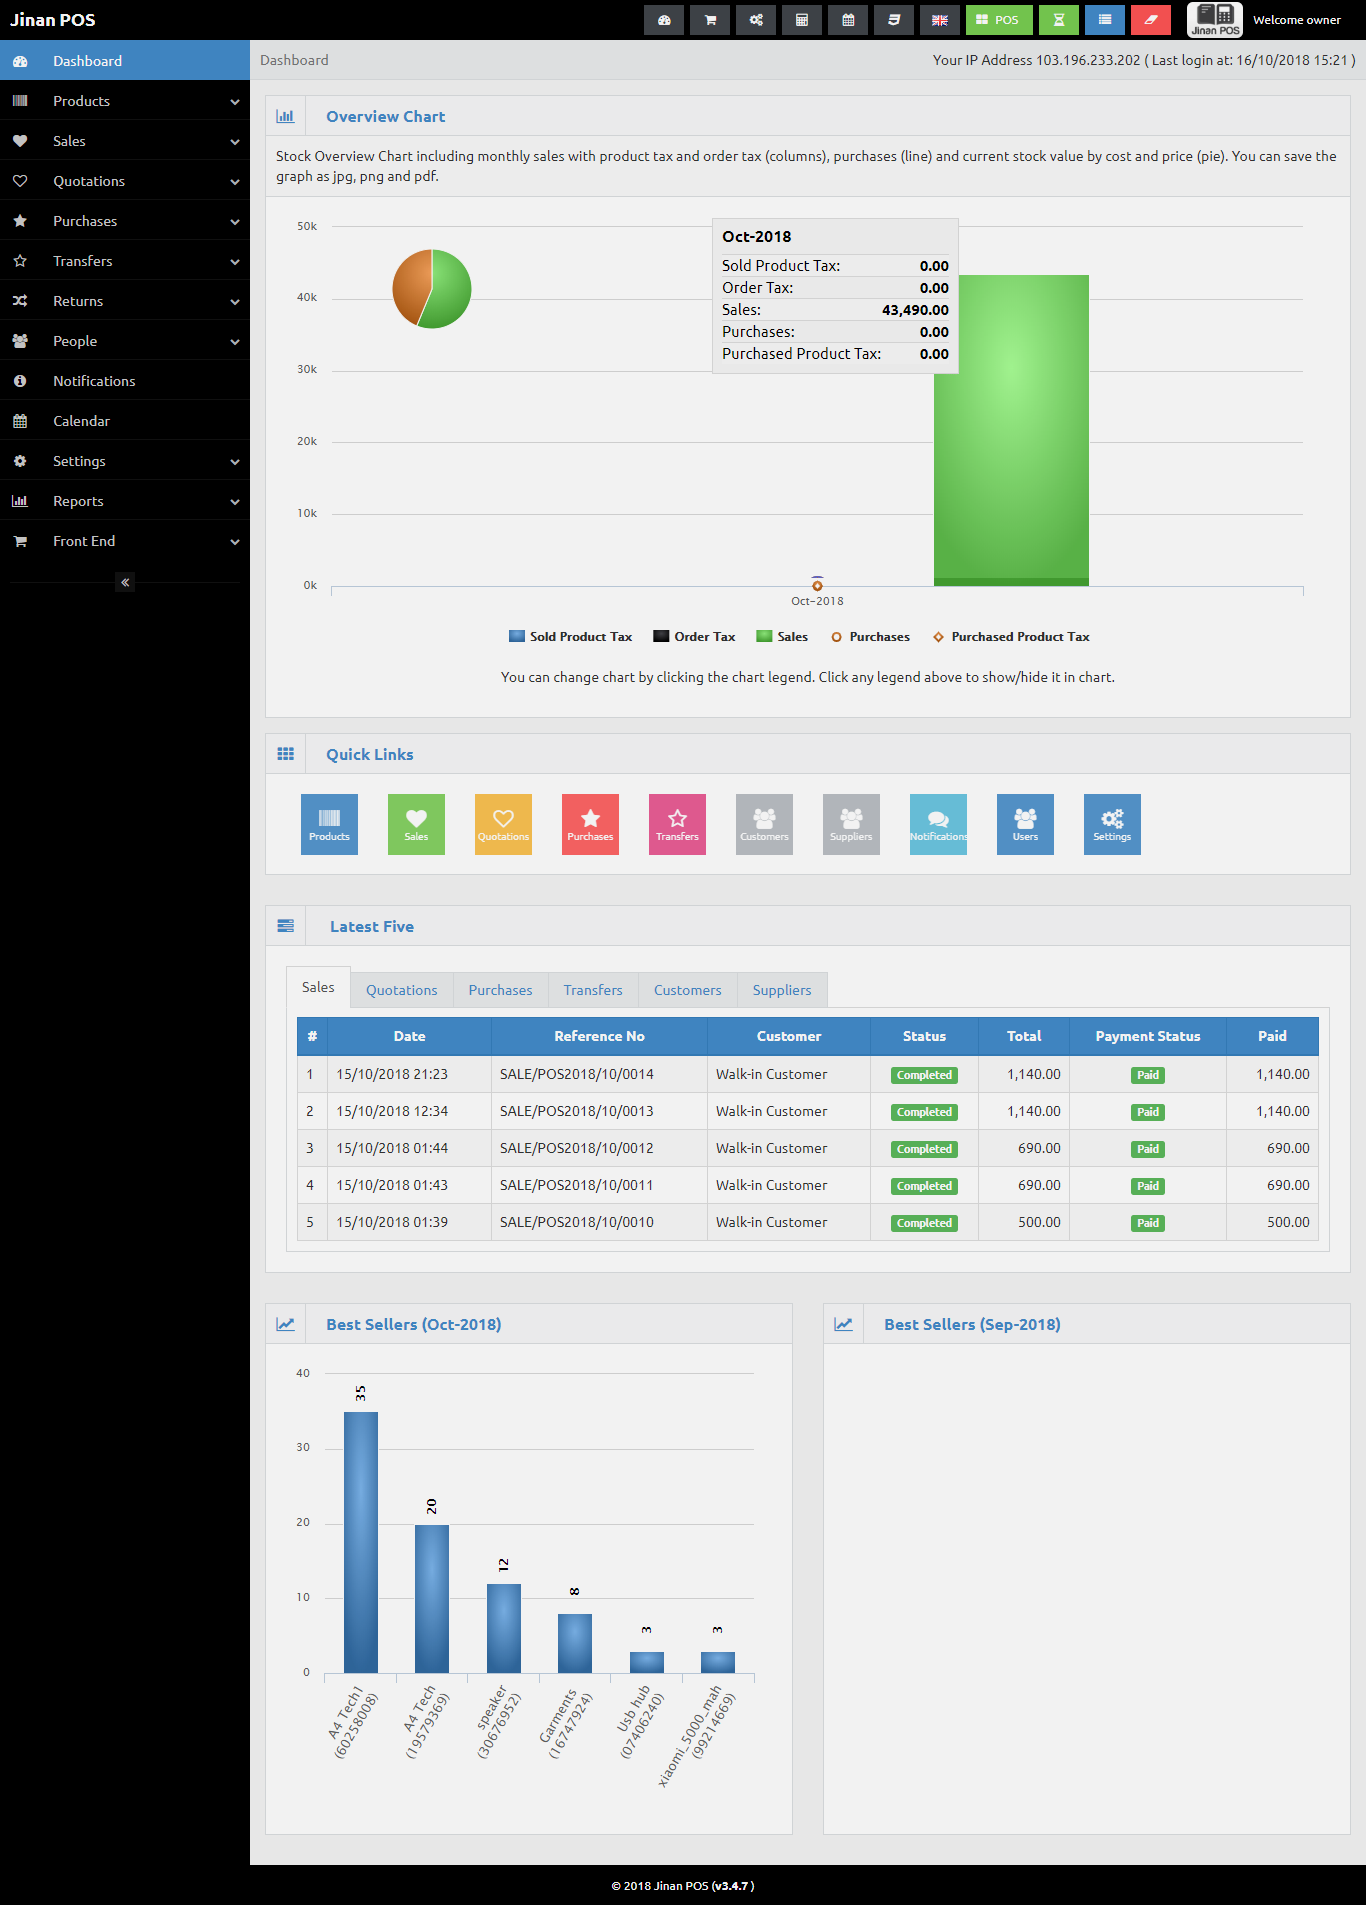 Jinan POS
POS
Jinan POS
Welcome owner
Dashboard
Products
Sales
Quotations
Purchases
Transfers
Returns
People
Notifications
Calendar
Settings
Reports
Front End
Dashboard
Your IP Address 103.196.233.202 ( Last login at: 16/10/2018 15:21 )
Overview Chart
Stock Overview Chart including monthly sales with product tax and order tax (columns), purchases (line) and current stock value by cost and price (pie). You can save the
graph as jpg, png and pdf.
50k
40k
30k
20k
10k
0k
Oct-2018
Sold Product Tax: 0.00
Order Tax: 0.00
Sales: 43,490.00
Purchases: 0.00
Purchased Product Tax: 0.00
Oct-2018
Sold Product Tax Order Tax Sales Purchases Purchased Product Tax
You can change chart by clicking the chart legend. Click any legend above to show/hide it in chart.
Quick Links
Products Sales Quotations Purchases Transfers Customers Suppliers Notifications Users Settings
Latest Five
Sales Quotations Purchases Transfers Customers Suppliers
# Date Reference No Customer Status Total Payment Status Paid
1 15/10/2018 21:23 SALE/POS2018/10/0014 Walk-in Customer Completed 1,140.00 Paid 1,140.00
2 15/10/2018 12:34 SALE/POS2018/10/0013 Walk-in Customer Completed 1,140.00 Paid 1,140.00
3 15/10/2018 01:44 SALE/POS2018/10/0012 Walk-in Customer Completed 690.00 Paid 690.00
4 15/10/2018 01:43 SALE/POS2018/10/0011 Walk-in Customer Completed 690.00 Paid 690.00
5 15/10/2018 01:39 SALE/POS2018/10/0010 Walk-in Customer Completed 500.00 Paid 500.00
Best Sellers (Oct-2018)
40
30
20
10
0
35
20
12
8
3
3
A4 Tech1
(60258008)
A4 Tech
(19579369)
speaker
(30676952)
Garments
(16747924)
Usb hub
(07406240)
xiaomi_5000_mah
(99214669)
Best Sellers (Sep-2018)
© 2018 Jinan POS (v3.4.7 )